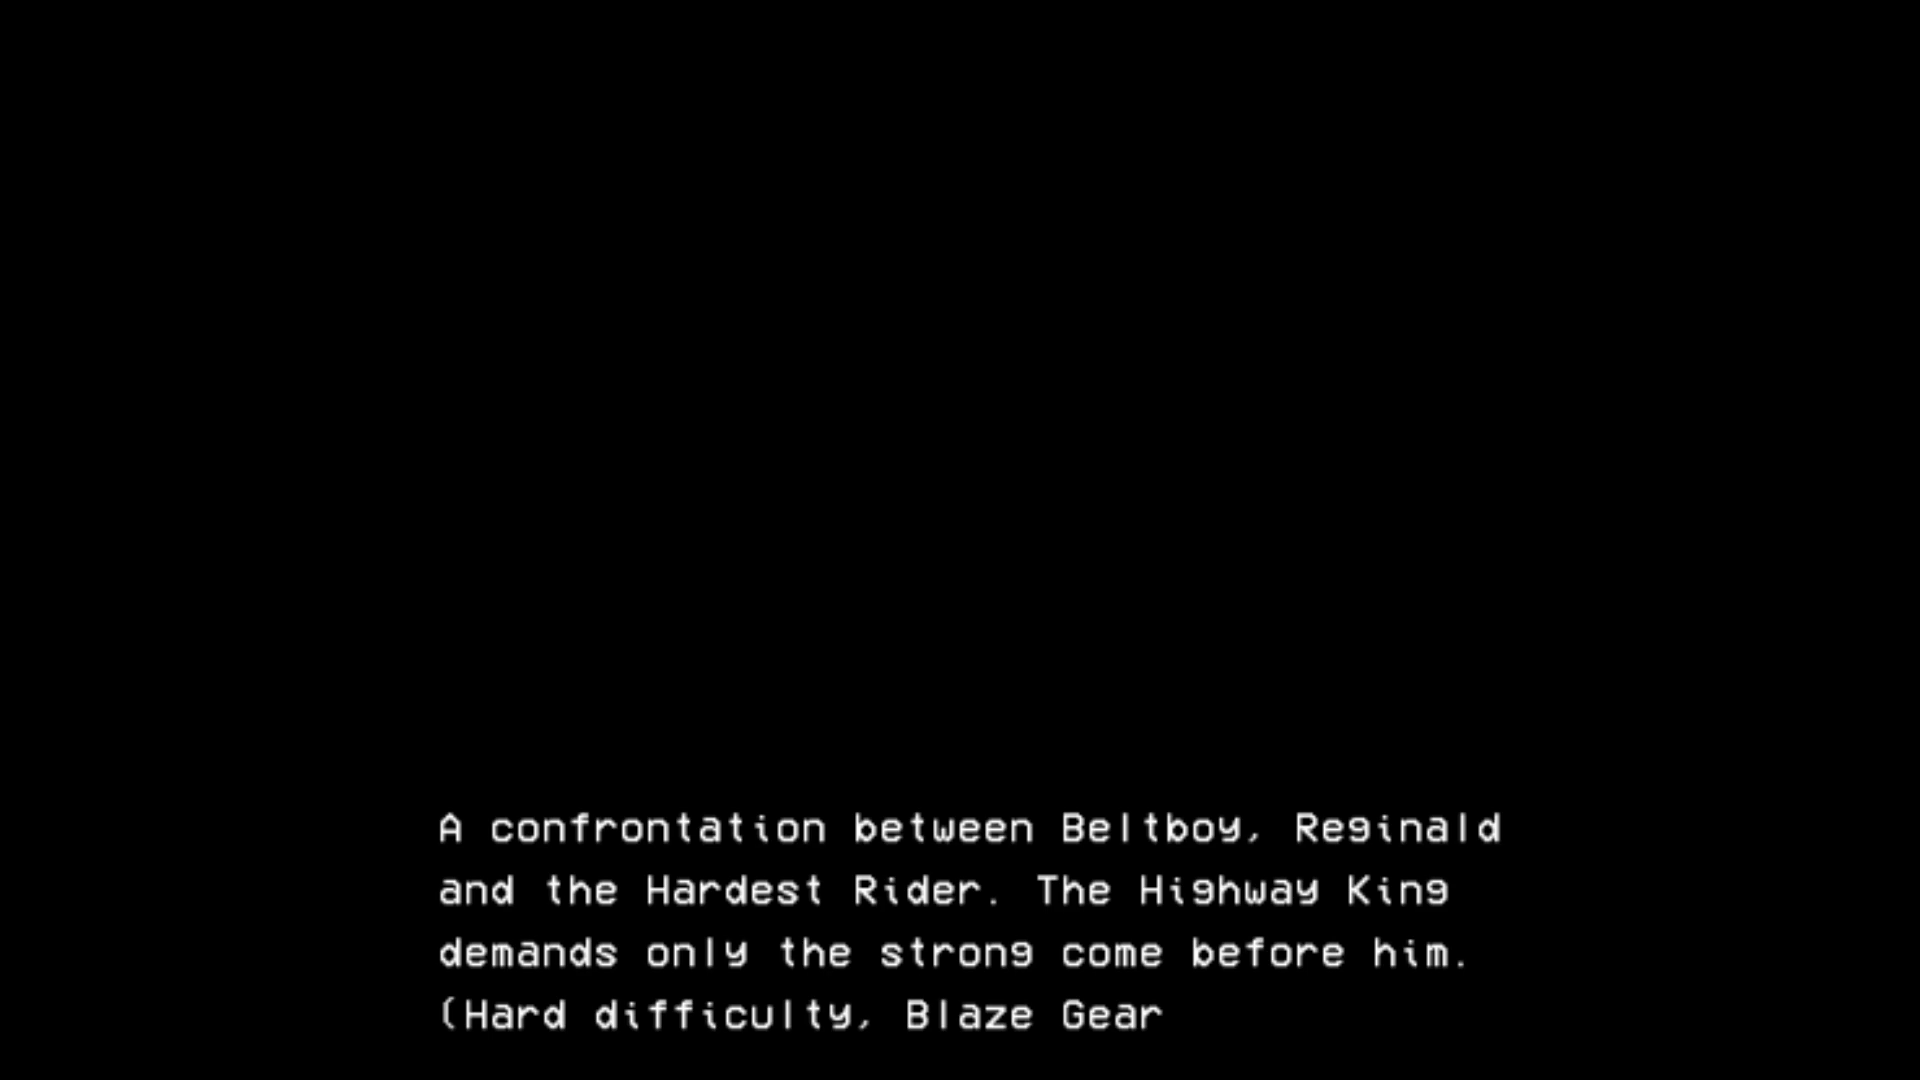 A confrontation between Beltboy, Reginald
and the Hardest Rider. The Highway King
demands only the strong come before him.
(Hard difficulty, Blaze Gear